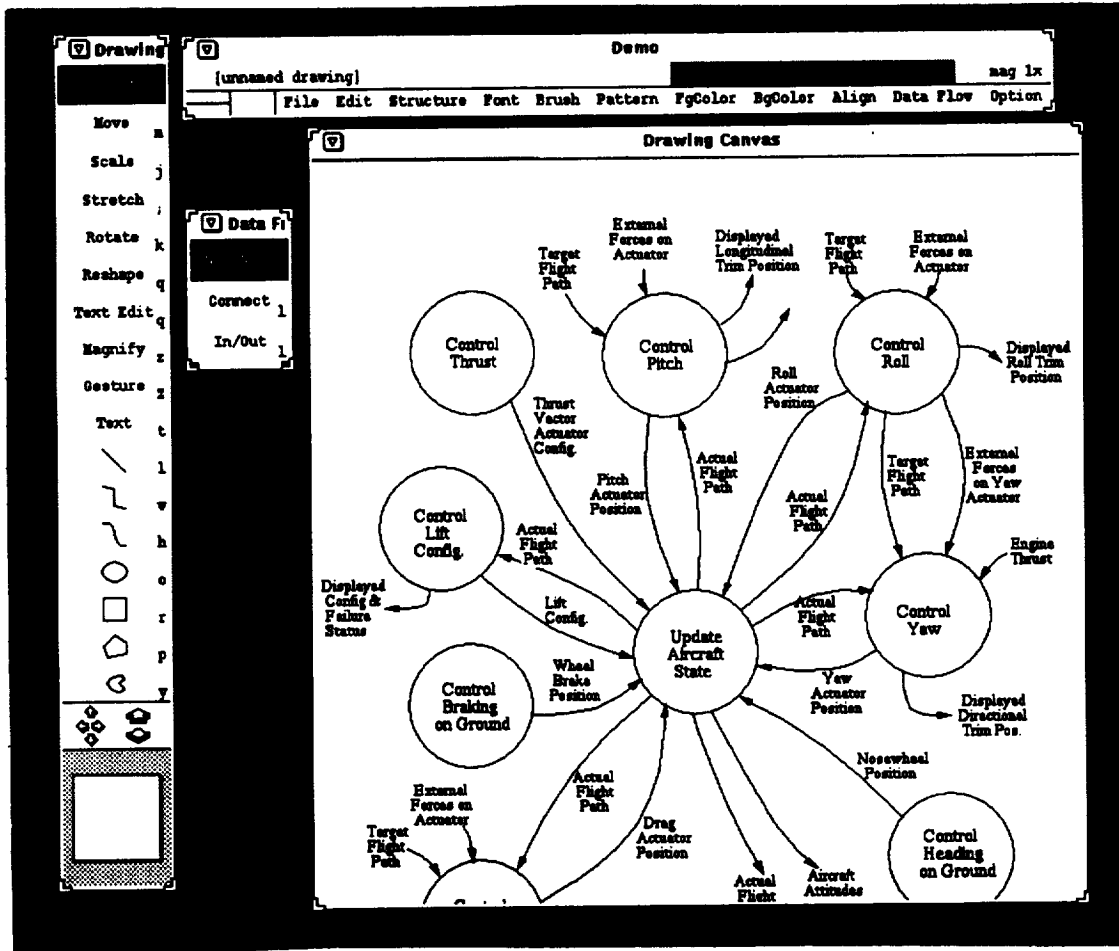 Drawing
Move m
Scale j
Stretch ;
Rotate k
Reshape q
Text Edit q
Magnify z
Gesture z
Text t
l
w
h
o
r
p
y
Demo
[unnamed drawing]
mag 1x
File Edit Structure Font Brush Pattern FgColor BgColor Align Data Flow Option
Data Fl
Connect 1
In/Out 1
Drawing Canvas
Target
Flight
Path
External
Forces on
Actuator
Displayed
Longitudinal
Trim Position
Target
Flight
Path
External
Forces on
Actuator
Control
Thrust
Control
Pitch
Control
Roll
Displayed
Roll Trim
Position
Roll
Actuator
Position
Thrust
Vector
Actuator
Config.
Pitch
Actuator
Position
Actual
Flight
Path
Actual
Flight
Path
Target
Flight
Path
External
Forces
on Yaw
Actuator
Control
Lift
Config.
Actual
Flight
Path
Engine
Thrust
Displayed
Config &
Failure
Status
Lift
Config.
Update
Aircraft
State
Actual
Flight
Path
Control
Yaw
Control
Braking
on Ground
Wheel
Brake
Position
Yaw
Actuator
Position
Displayed
Directional
Trim Pos.
Nosewheel
Position
Actual
Flight
Path
External
Forces on
Actuator
Target
Flight
Path
Drag
Actuator
Position
Control
Heading
on Ground
Actual
Flight
Aircraft
Attitudes